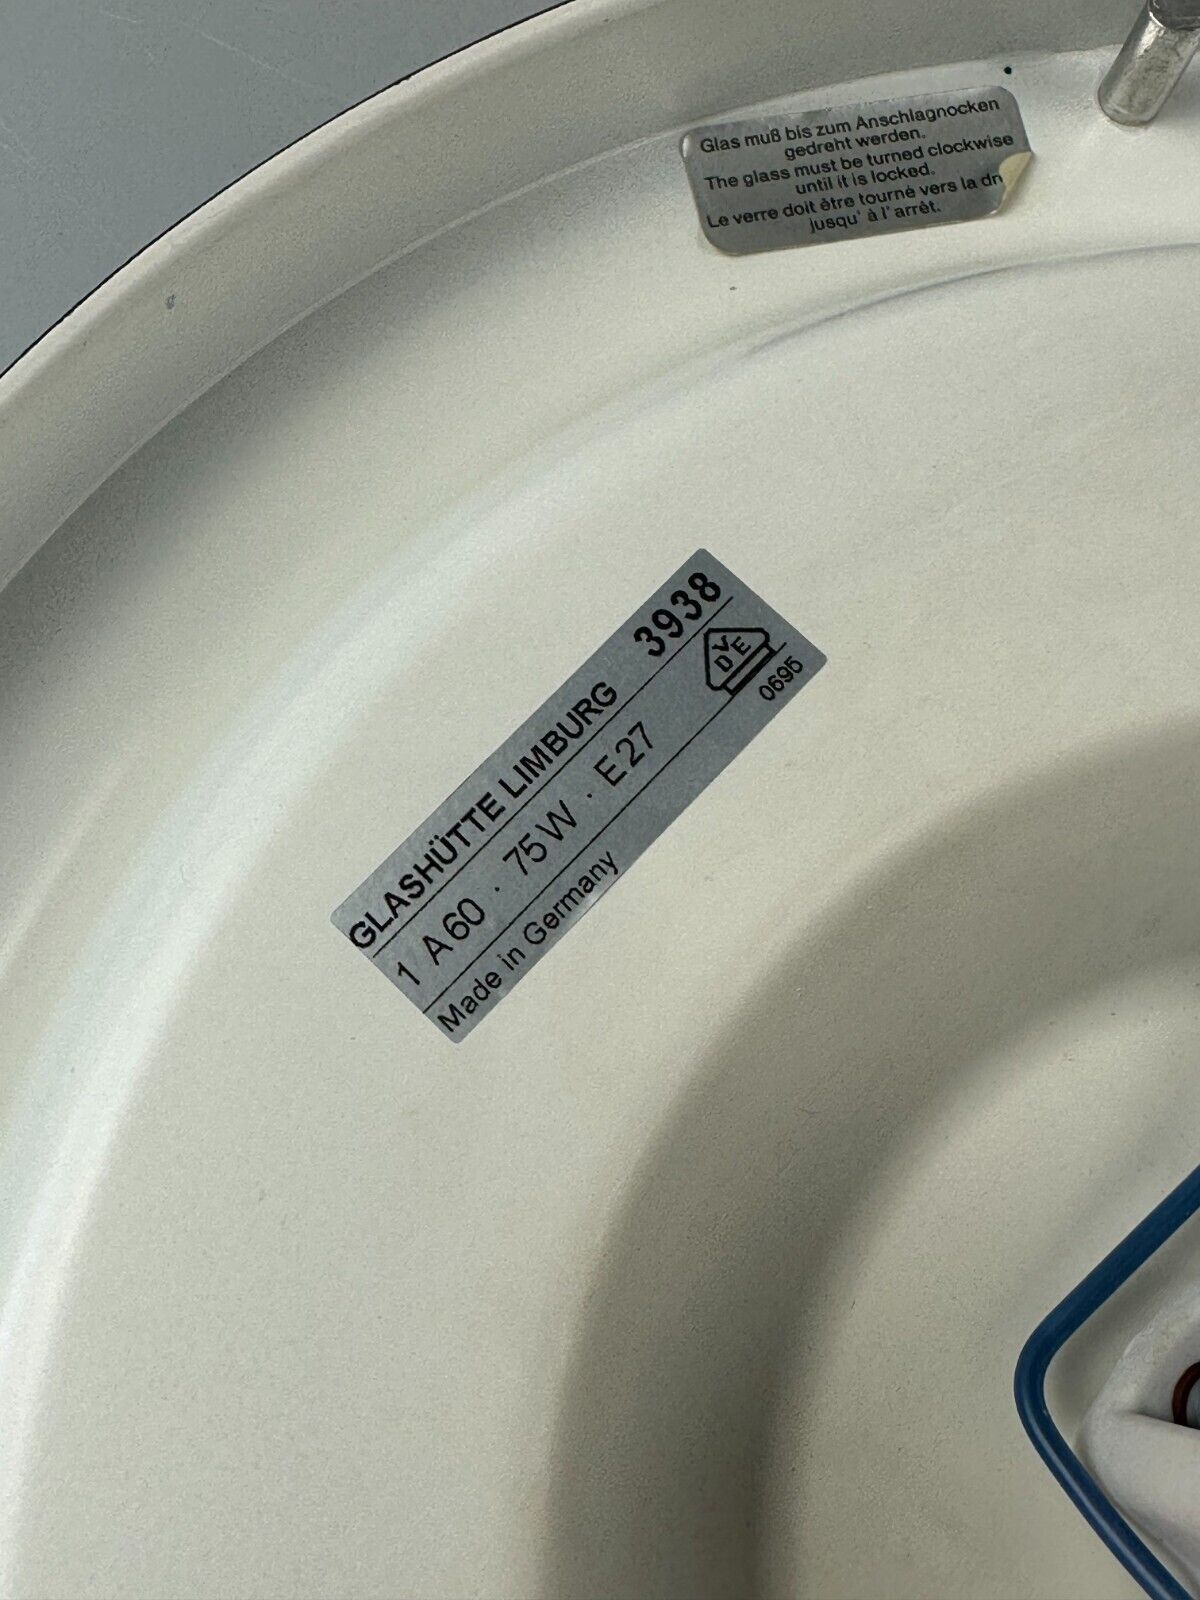 Glas muß bis zum Anschlagnocken
gedreht werden.
The glass must be turned clockwise
until it is locked.
Le verre doit être tourné vers la
jusqu' à l' arrêt.
GLASHÜTTE LIMBURG 3938
1 A60 · 75W · E27
VDE
Made in Germany
0695